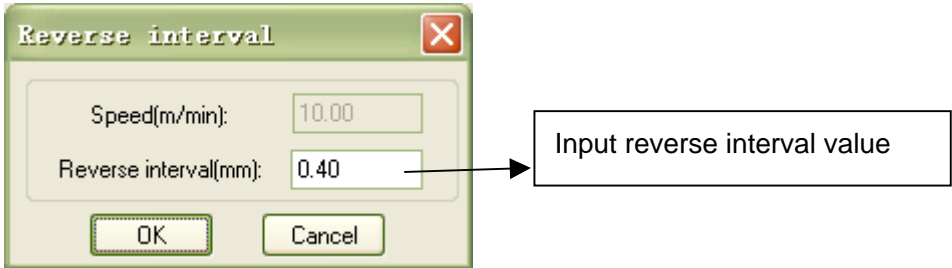 Reverse interval
Speed(m/min): 10.00
Reverse interval(mm): 0.40
Input reverse interval value
OK Cancel